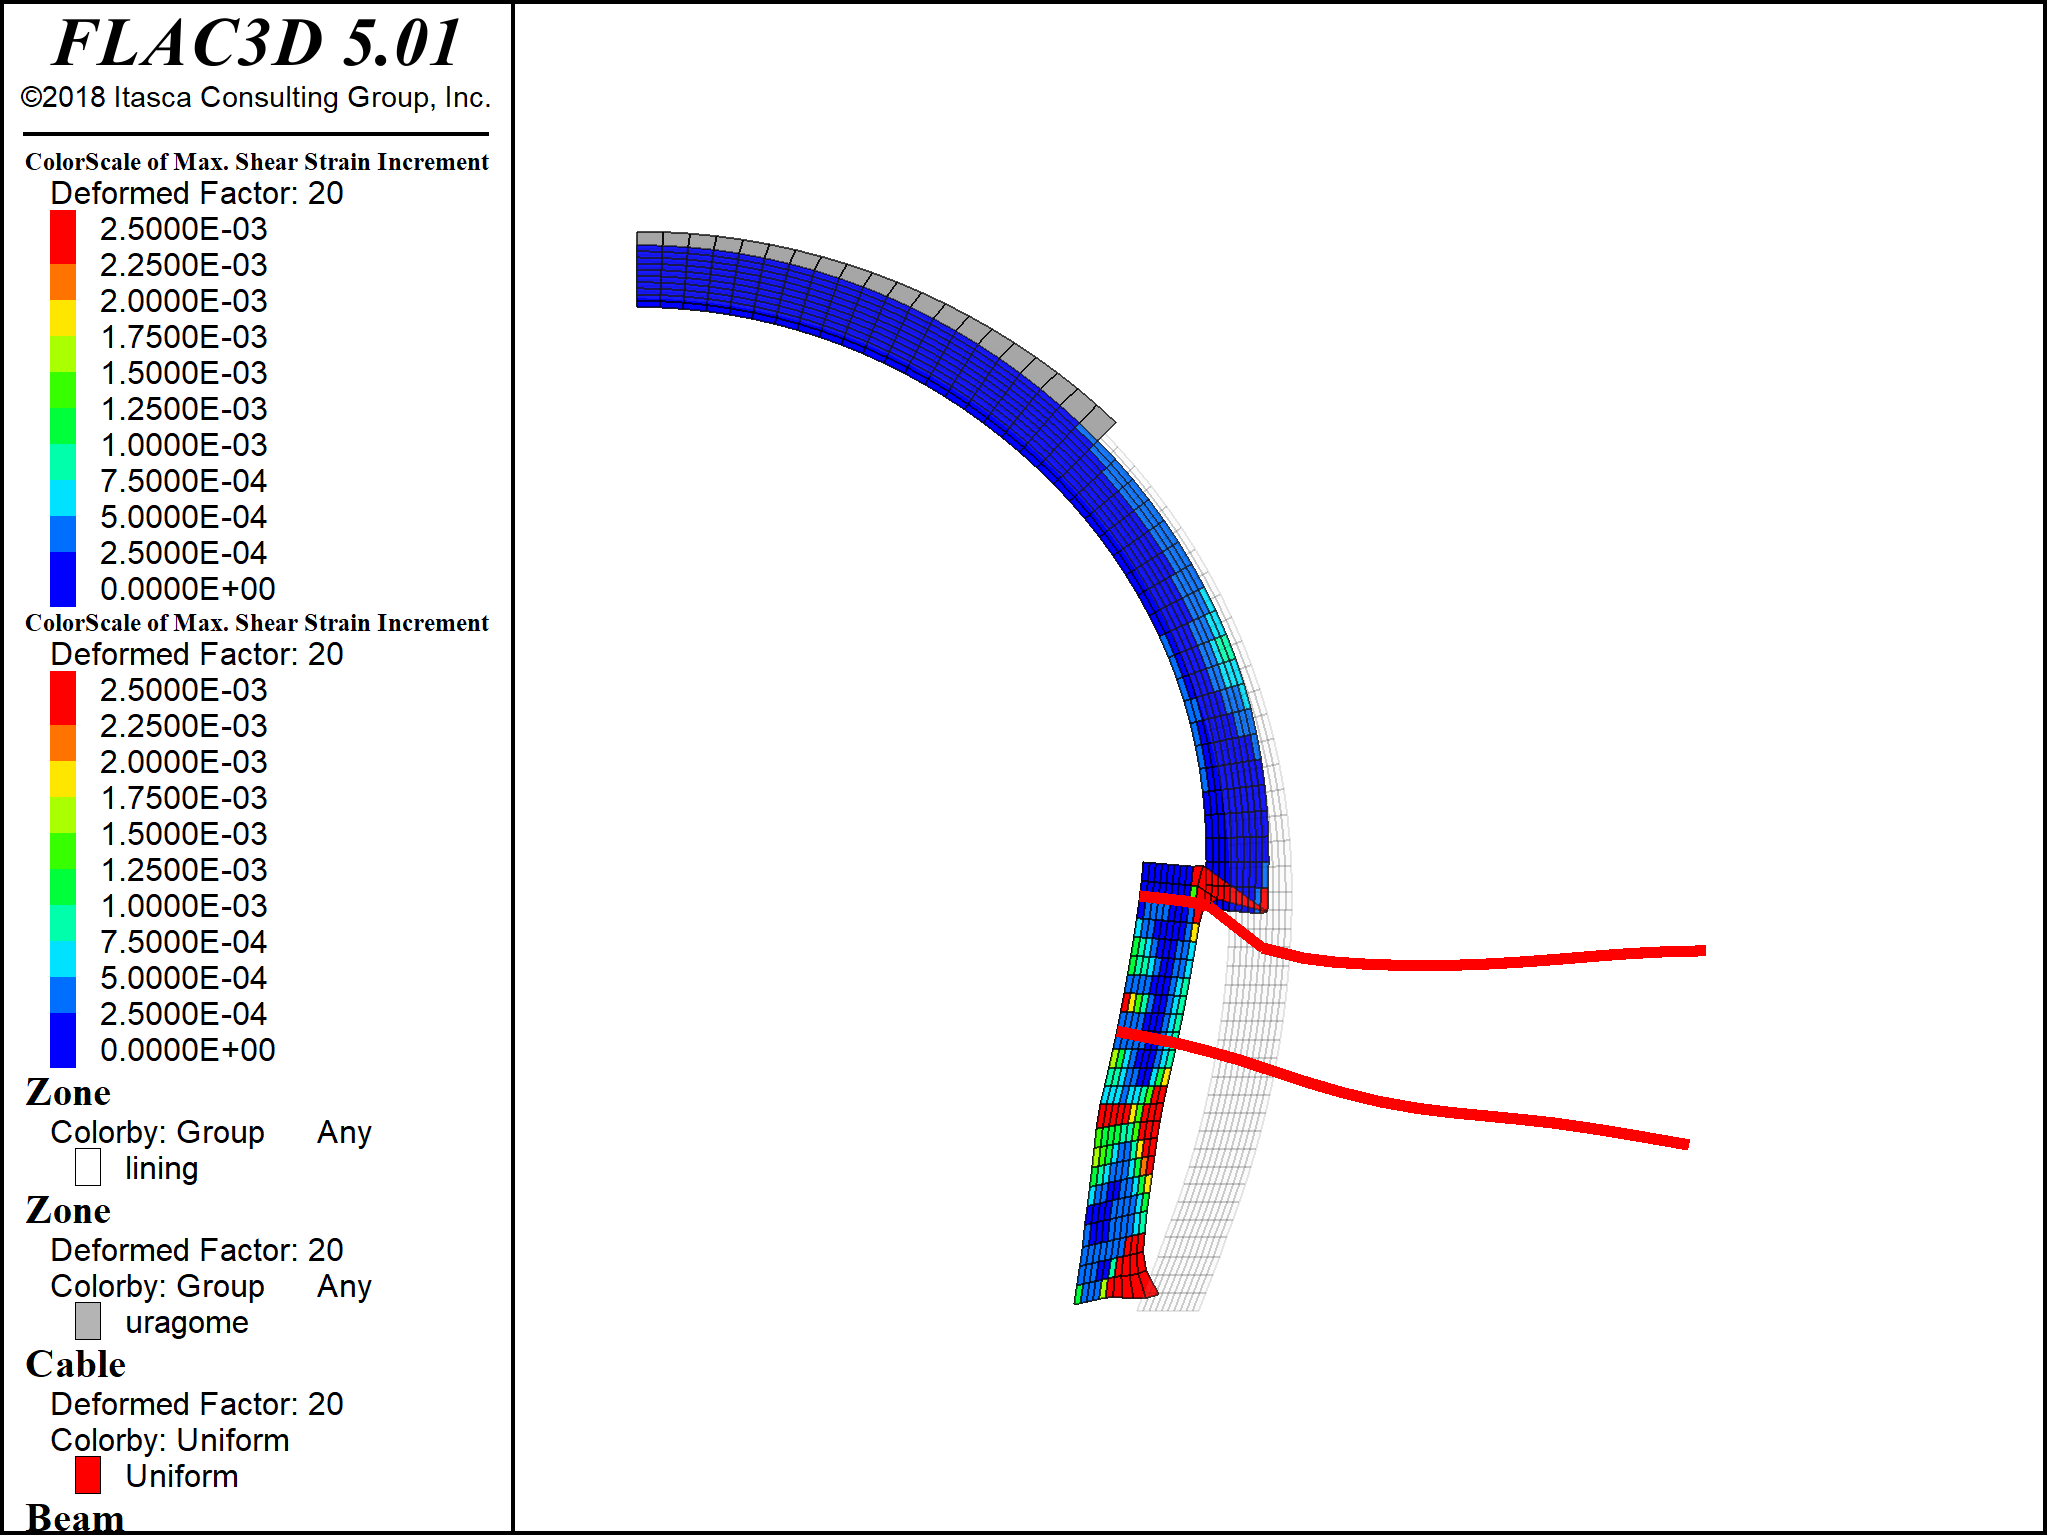 FLAC3D 5.01
©2018 Itasca Consulting Group, Inc.
ColorScale of Max. Shear Strain Increment
Deformed Factor: 20
2.5000E-03
2.2500E-03
2.0000E-03
1.7500E-03
1.5000E-03
1.2500E-03
1.0000E-03
7.5000E-04
5.0000E-04
2.5000E-04
0.0000E+00
ColorScale of Max. Shear Strain Increment
Deformed Factor: 20
2.5000E-03
2.2500E-03
2.0000E-03
1.7500E-03
1.5000E-03
1.2500E-03
1.0000E-03
7.5000E-04
5.0000E-04
2.5000E-04
0.0000E+00
Zone
Colorby: Group Any
lining
Zone
Deformed Factor: 20
Colorby: Group Any
uragome
Cable
Deformed Factor: 20
Colorby: Uniform
Uniform
Beam